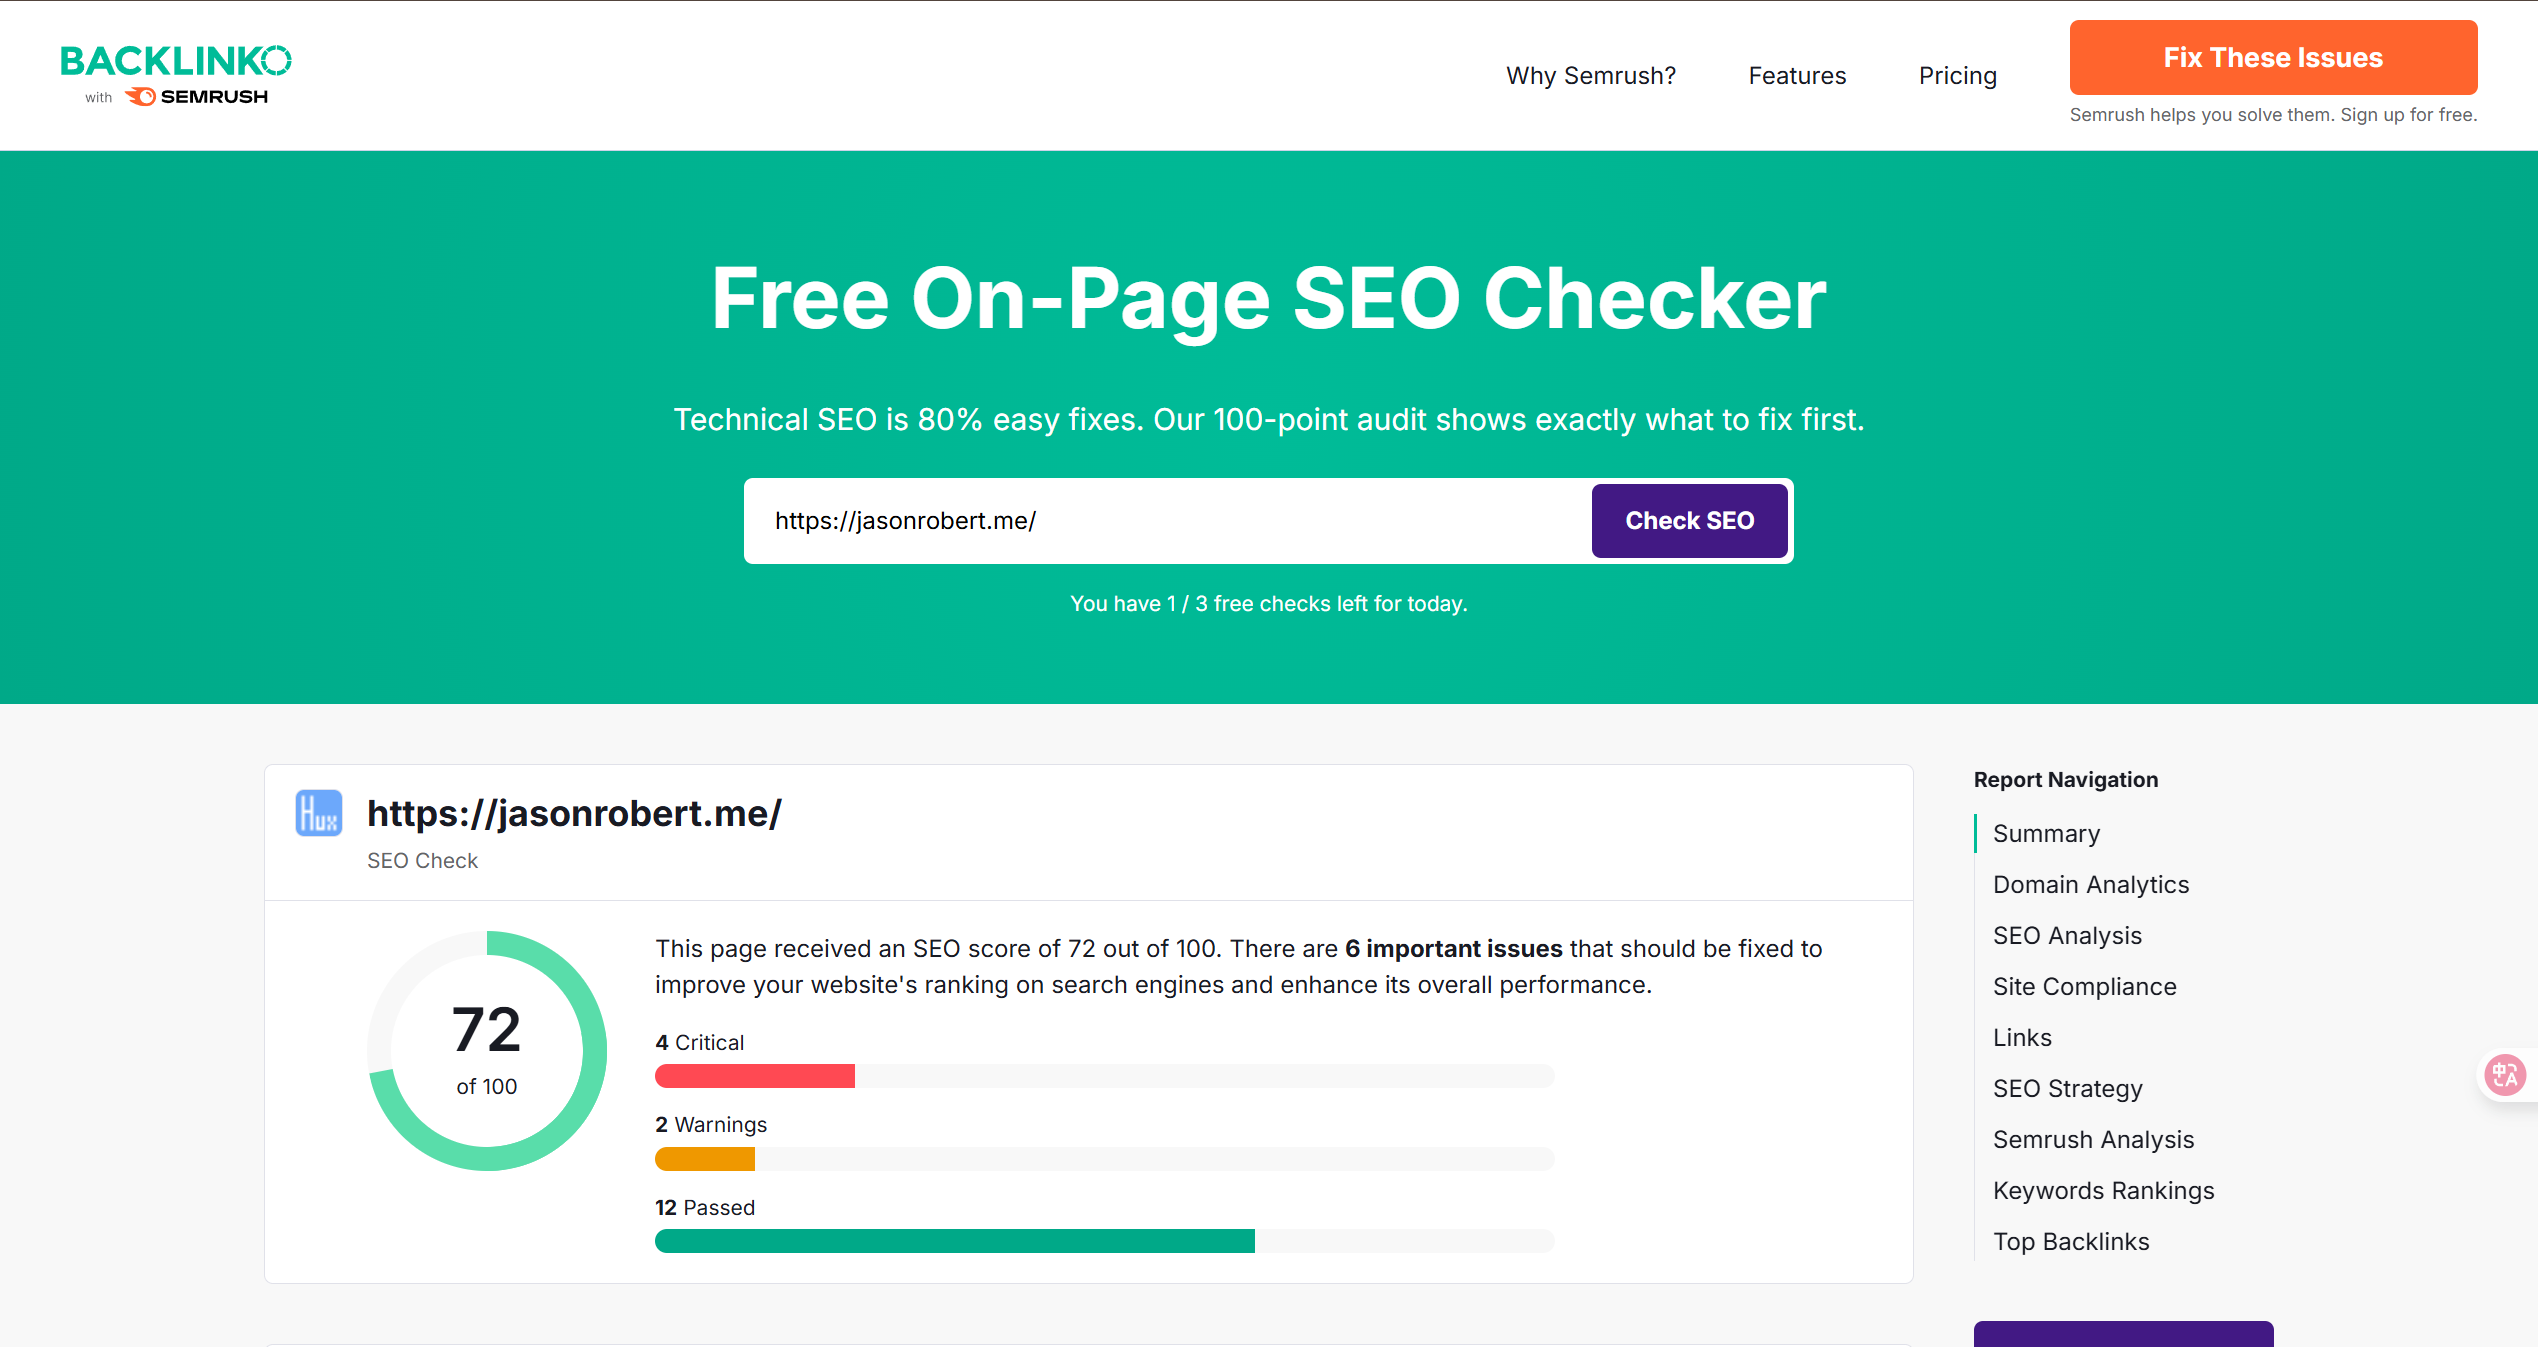 BACKLINKO
with SEMRUSH
Why Semrush?
Features
Pricing
Fix These Issues
Semrush helps you solve them. Sign up for free.
Free On-Page SEO Checker
Technical SEO is 80% easy fixes. Our 100-point audit shows exactly what to fix first.
https://jasonrobert.me/
Check SEO
You have 1 / 3 free checks left for today.
Hux
https://jasonrobert.me/
SEO Check
72
of 100
This page received an SEO score of 72 out of 100. There are 6 important issues that should be fixed to
improve your website's ranking on search engines and enhance its overall performance.
4 Critical
2 Warnings
12 Passed
Report Navigation
Summary
Domain Analytics
SEO Analysis
Site Compliance
Links
SEO Strategy
Semrush Analysis
Keywords Rankings
Top Backlinks
中A